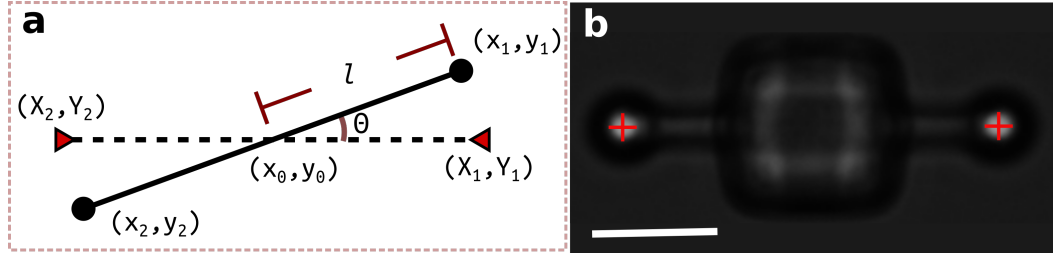 a
b
(x₁,y₁)
l
(X₂,Y₂)
θ
(x₀,y₀)
(X₁,Y₁)
(x₂,y₂)